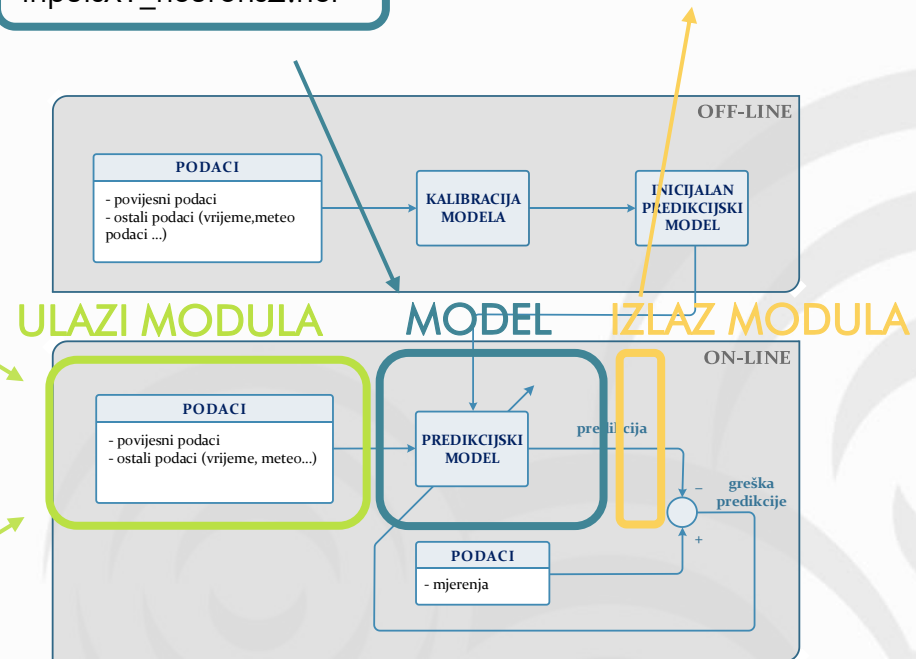 OFF-LINE
PODACI
- povijesni podaci
- ostali podaci (vrijeme,meteo
podaci ...)
KALIBRACIJA
MODELA
INICIJALAN
PREDIKCIJSKI
MODEL
ULAZI MODULA
MODEL
IZLAZ MODULA
ON-LINE
PODACI
- povijesni podaci
- ostali podaci (vrijeme, meteo...)
PREDIKCIJSKI
MODEL
predikcija
–
greška
predikcije
+
PODACI
- mjerenja